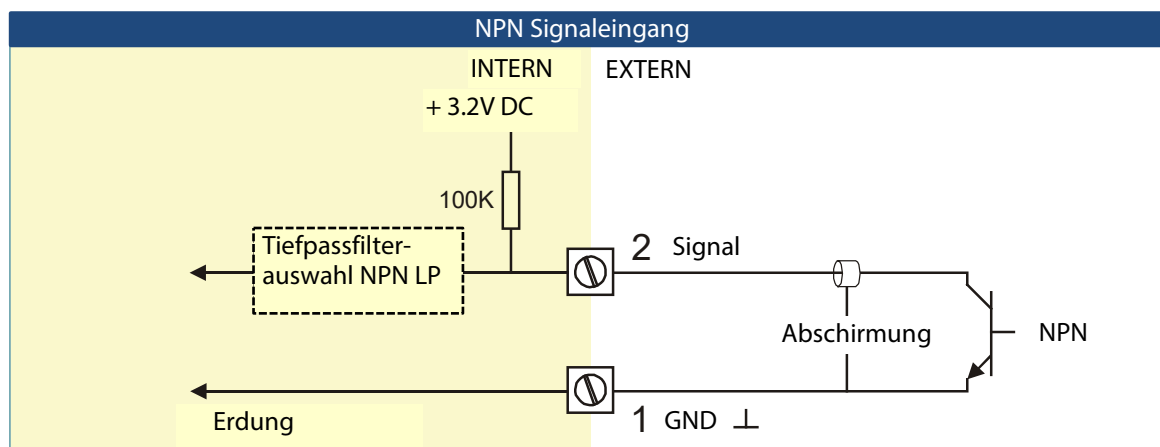 NPN Signaleingang
INTERN
EXTERN
+ 3.2V DC
100K
Tiefpassfilter-
auswahl NPN LP
2 Signal
Abschirmung
NPN
Erdung
1 GND ⊥